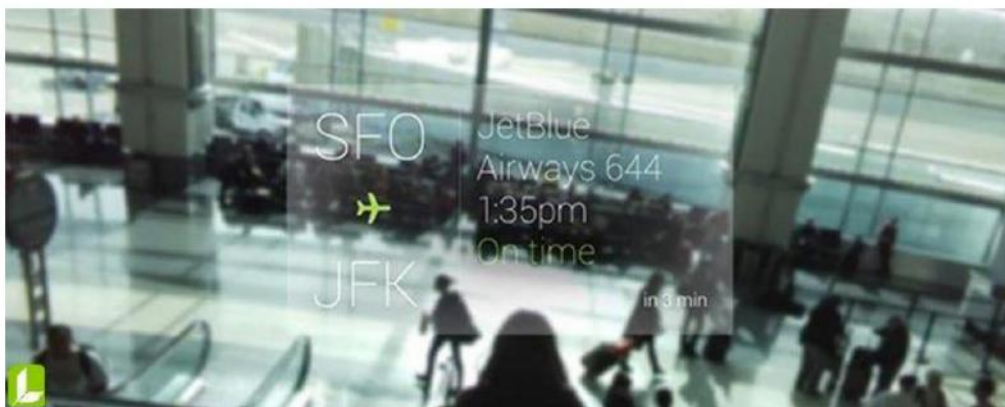 SFO
JFK
JetBlue
Airways 644
1:35pm
On time
in 3 min